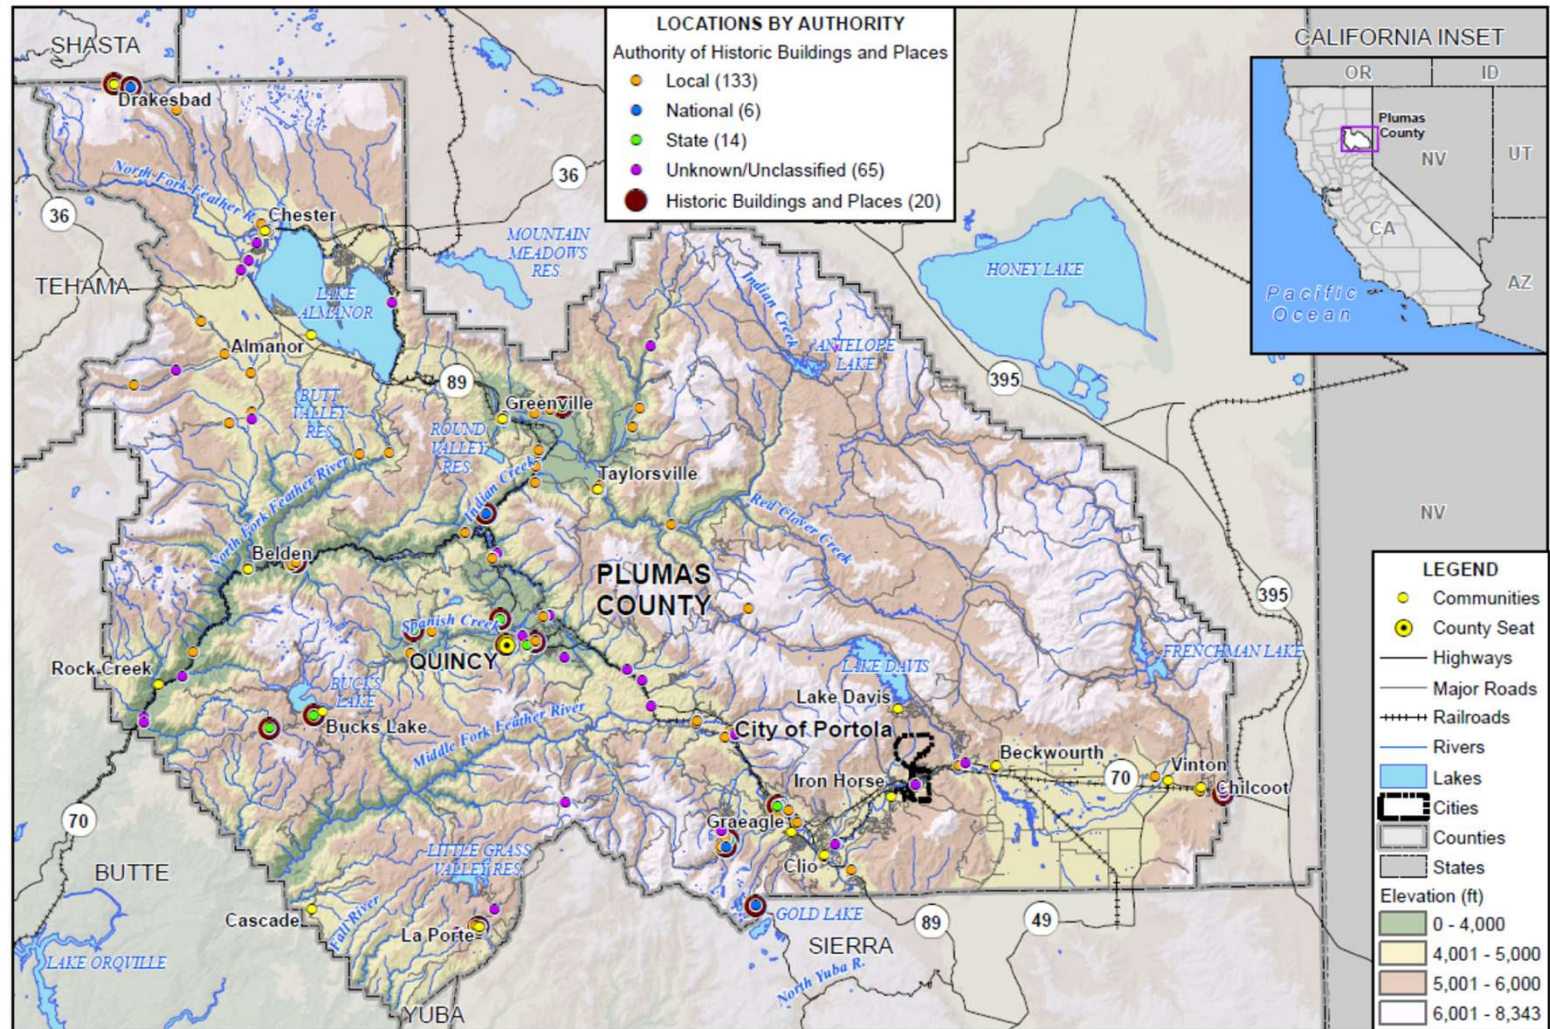 LOCATIONS BY AUTHORITY
Authority of Historic Buildings and Places
Local (133)
National (6)
State (14)
Unknown/Unclassified (65)
Historic Buildings and Places (20)
CALIFORNIA INSET
OR
ID
Plumas
County
NV
UT
CA
AZ
Pacific
Ocean
SHASTA
Drakesbad
North Fork Feather R.
36
36
Chester
MOUNTAIN
MEADOWS
RES.
HONEY LAKE
TEHAMA
LAKE
ALMANOR
Indian Creek
ANTELOPE
LAKE
Almanor
89
395
BUTT
VALLEY
RES.
Greenville
ROUND
VALLEY
RES.
Taylorsville
Indian Creek
North Fork Feather River
Red Clover Creek
NV
Belden
PLUMAS
COUNTY
395
Spanish Creek
QUINCY
Rock Creek
BUCKS
LAKE
Bucks Lake
LAKE DAVIS
FRENCHMAN LAKE
Lake Davis
Middle Fork Feather River
City of Portola
Beckwourth
Iron Horse
70
Vinton
Chilcoot
70
Graeagle
Clio
BUTTE
LITTLE GRASS
VALLEY RES.
Cascade
Fall River
La Porte
GOLD LAKE
89
49
SIERRA
LAKE OROVILLE
North Yuba R.
YUBA
LEGEND
Communities
County Seat
Highways
Major Roads
Railroads
Rivers
Lakes
Cities
Counties
States
Elevation (ft)
0 - 4,000
4,001 - 5,000
5,001 - 6,000
6,001 - 8,343